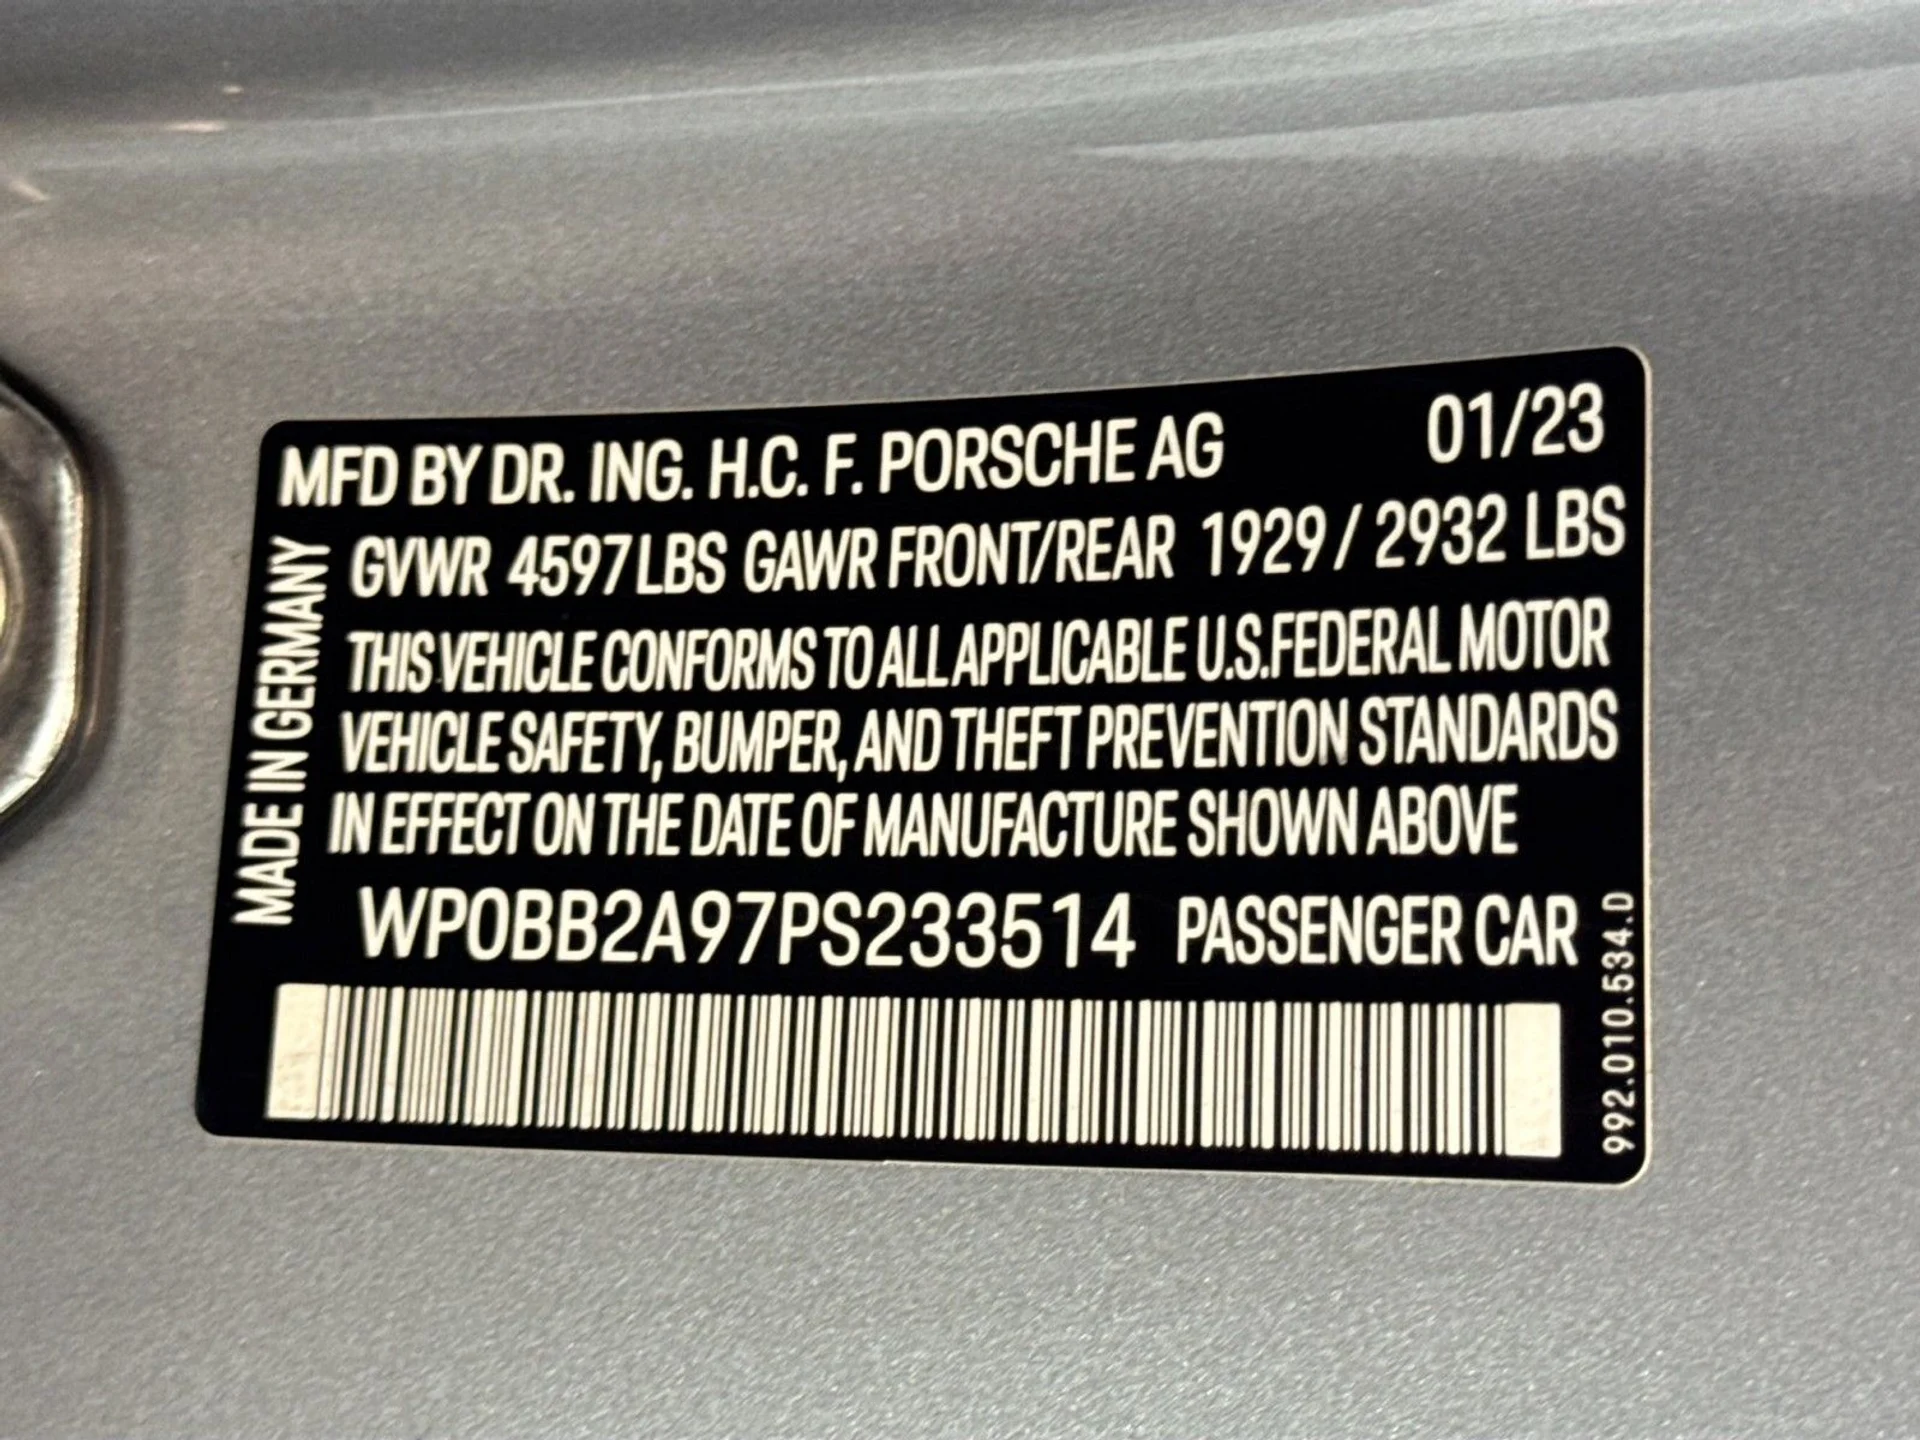 MFD BY DR. ING. H.C. F. PORSCHE AG 01/23
GVWR 4597 LBS GAWR FRONT/REAR 1929 / 2932 LBS
THIS VEHICLE CONFORMS TO ALL APPLICABLE U.S.FEDERAL MOTOR
VEHICLE SAFETY, BUMPER, AND THEFT PREVENTION STANDARDS
IN EFFECT ON THE DATE OF MANUFACTURE SHOWN ABOVE
WP0BB2A97PS233514 PASSENGER CAR
MADE IN GERMANY
992.010.534.D